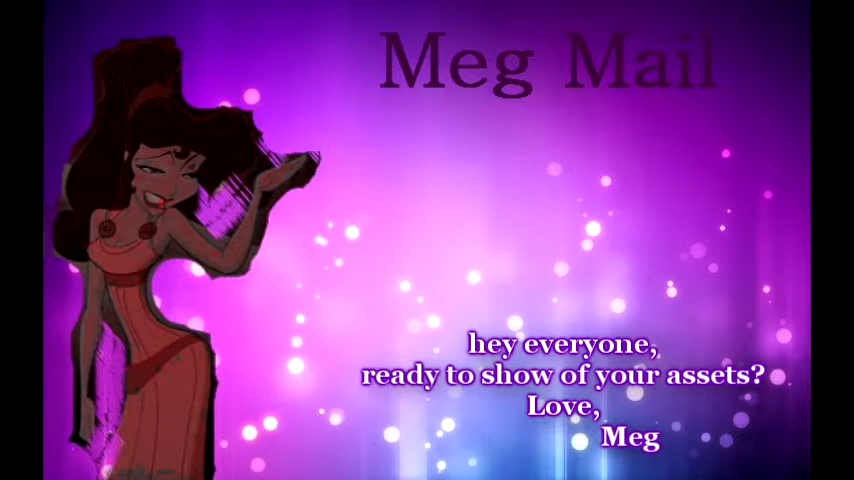 Meg Mail
hey everyone,
ready to show of your assets?
Love,
Meg